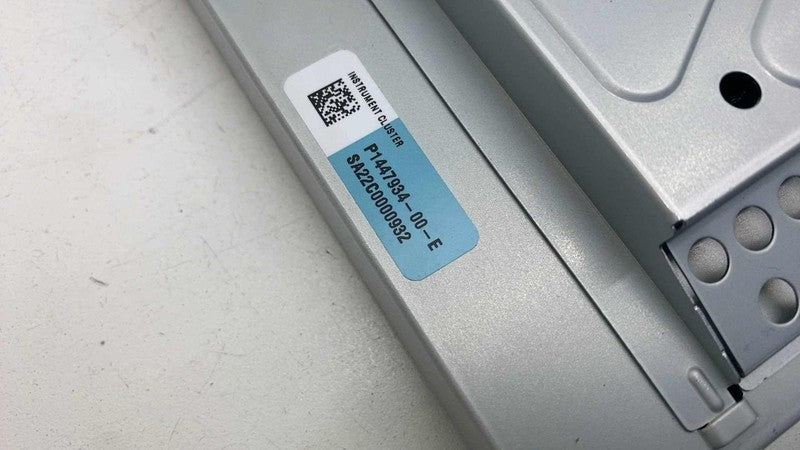 INSTRUMENT CLUSTER
P1447934-00-E
SA22C0000932